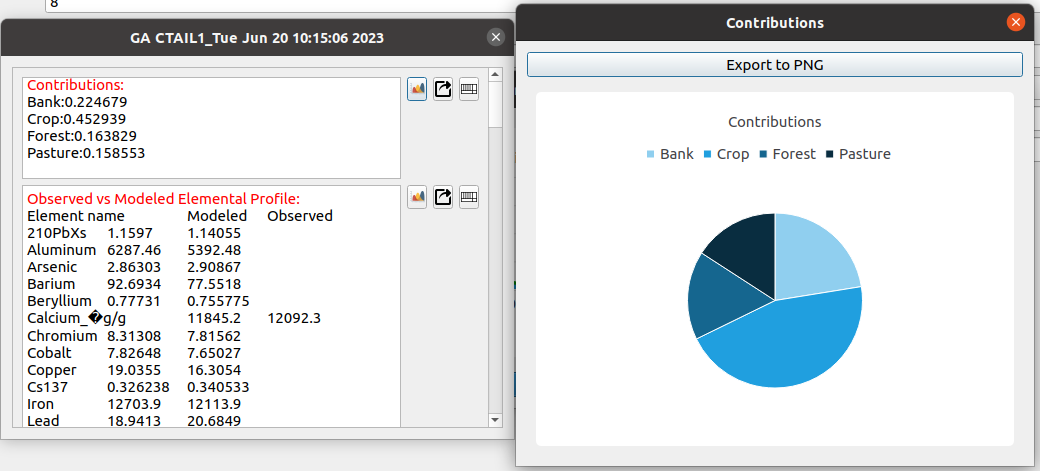 8
GA CTAIL1_Tue Jun 20 10:15:06 2023
Contributions:
Bank:0.224679
Crop:0.452939
Forest:0.163829
Pasture:0.158553
Observed vs Modeled Elemental Profile:
Element name Modeled Observed
210PbXs 1.1597 1.14055
Aluminum 6287.46 5392.48
Arsenic 2.86303 2.90867
Barium 92.6934 77.5518
Beryllium 0.77731 0.755775
Calcium_�g/g 11845.2 12092.3
Chromium 8.31308 7.81562
Cobalt 7.82648 7.65027
Copper 19.0355 16.3054
Cs137 0.326238 0.340533
Iron 12703.9 12113.9
Lead 18.9413 20.6849
Contributions
Export to PNG
Contributions
Bank Crop Forest Pasture